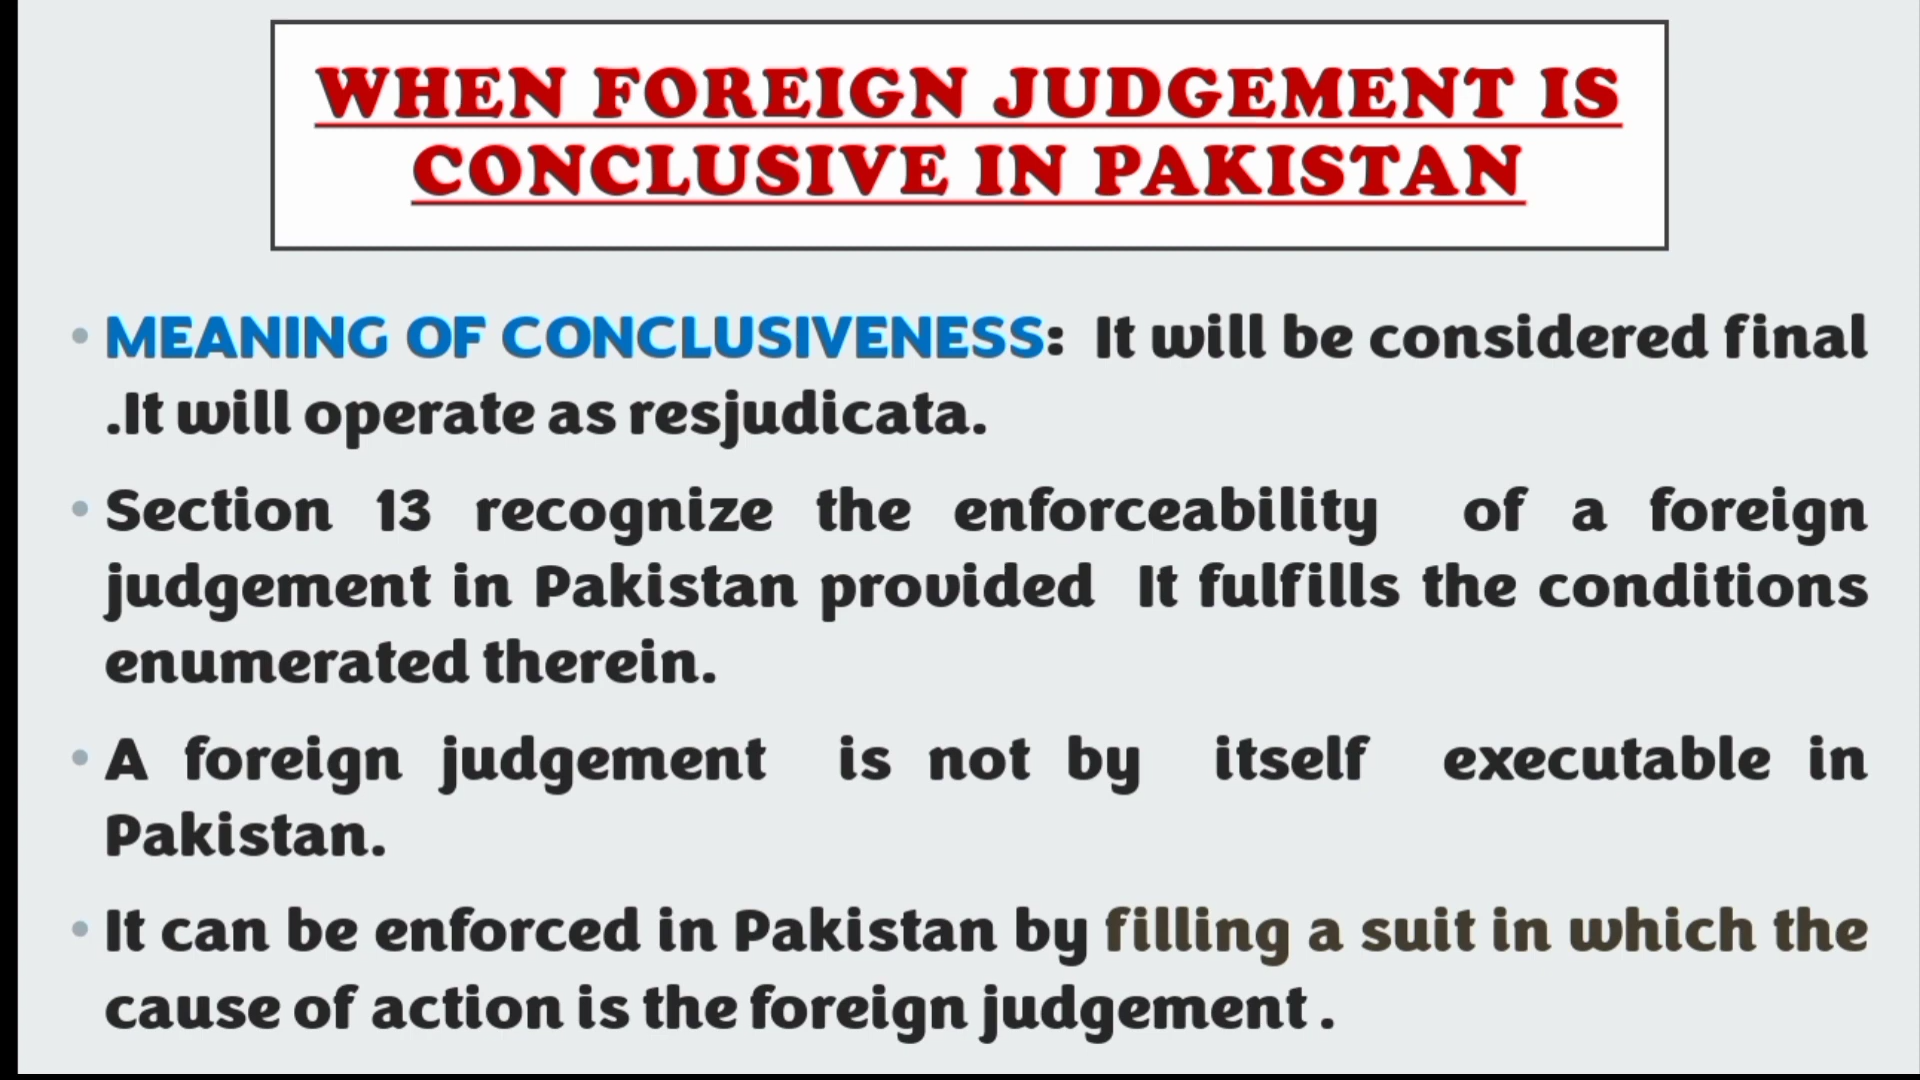 WHEN FOREIGN JUDGEMENT IS
CONCLUSIVE IN PAKISTAN
• MEANING OF CONCLUSIVENESS: It will be considered final
.It will operate as resjudicata.
• Section 13 recognize the enforceability of a foreign
judgement in Pakistan provided It fulfills the conditions
enumerated therein.
• A foreign judgement is not by itself executable in
Pakistan.
• It can be enforced in Pakistan by filling a suit in which the
cause of action is the foreign judgement .